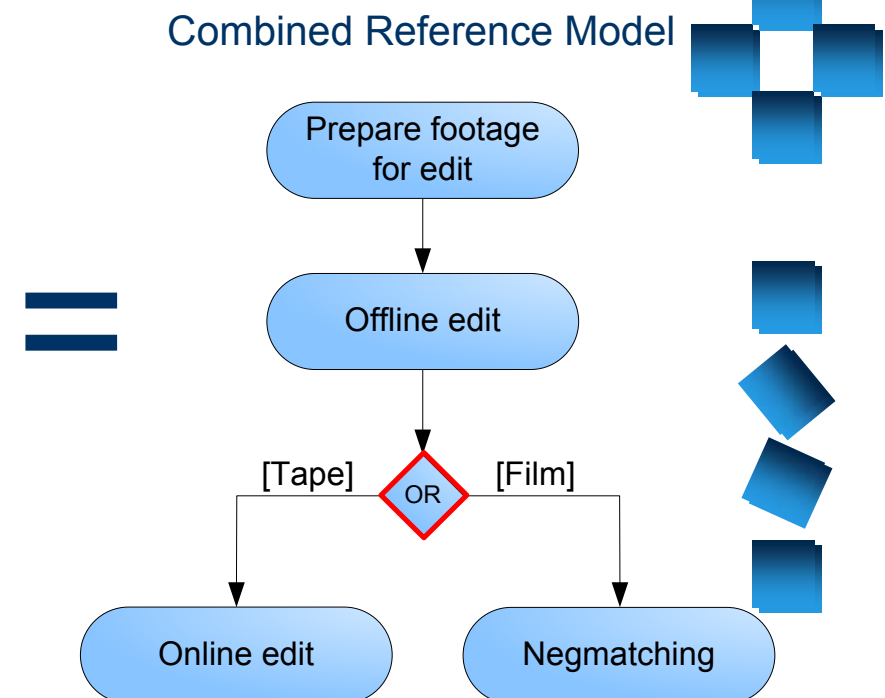 Combined Reference Model
Prepare footage
for edit
Offline edit
[Tape]
OR
[Film]
Online edit
Negmatching